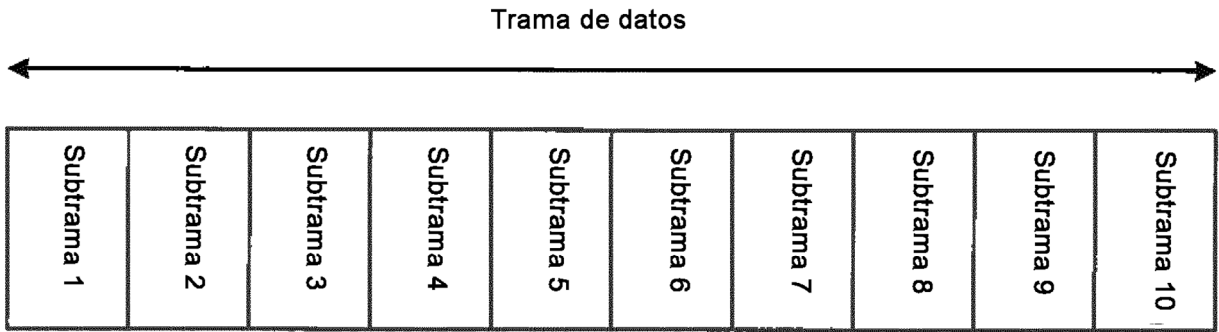 Trama de datos
Subtrama 1
Subtrama 2
Subtrama 3
Subtrama 4
Subtrama 5
Subtrama 6
Subtrama 7
Subtrama 8
Subtrama 9
Subtrama 10